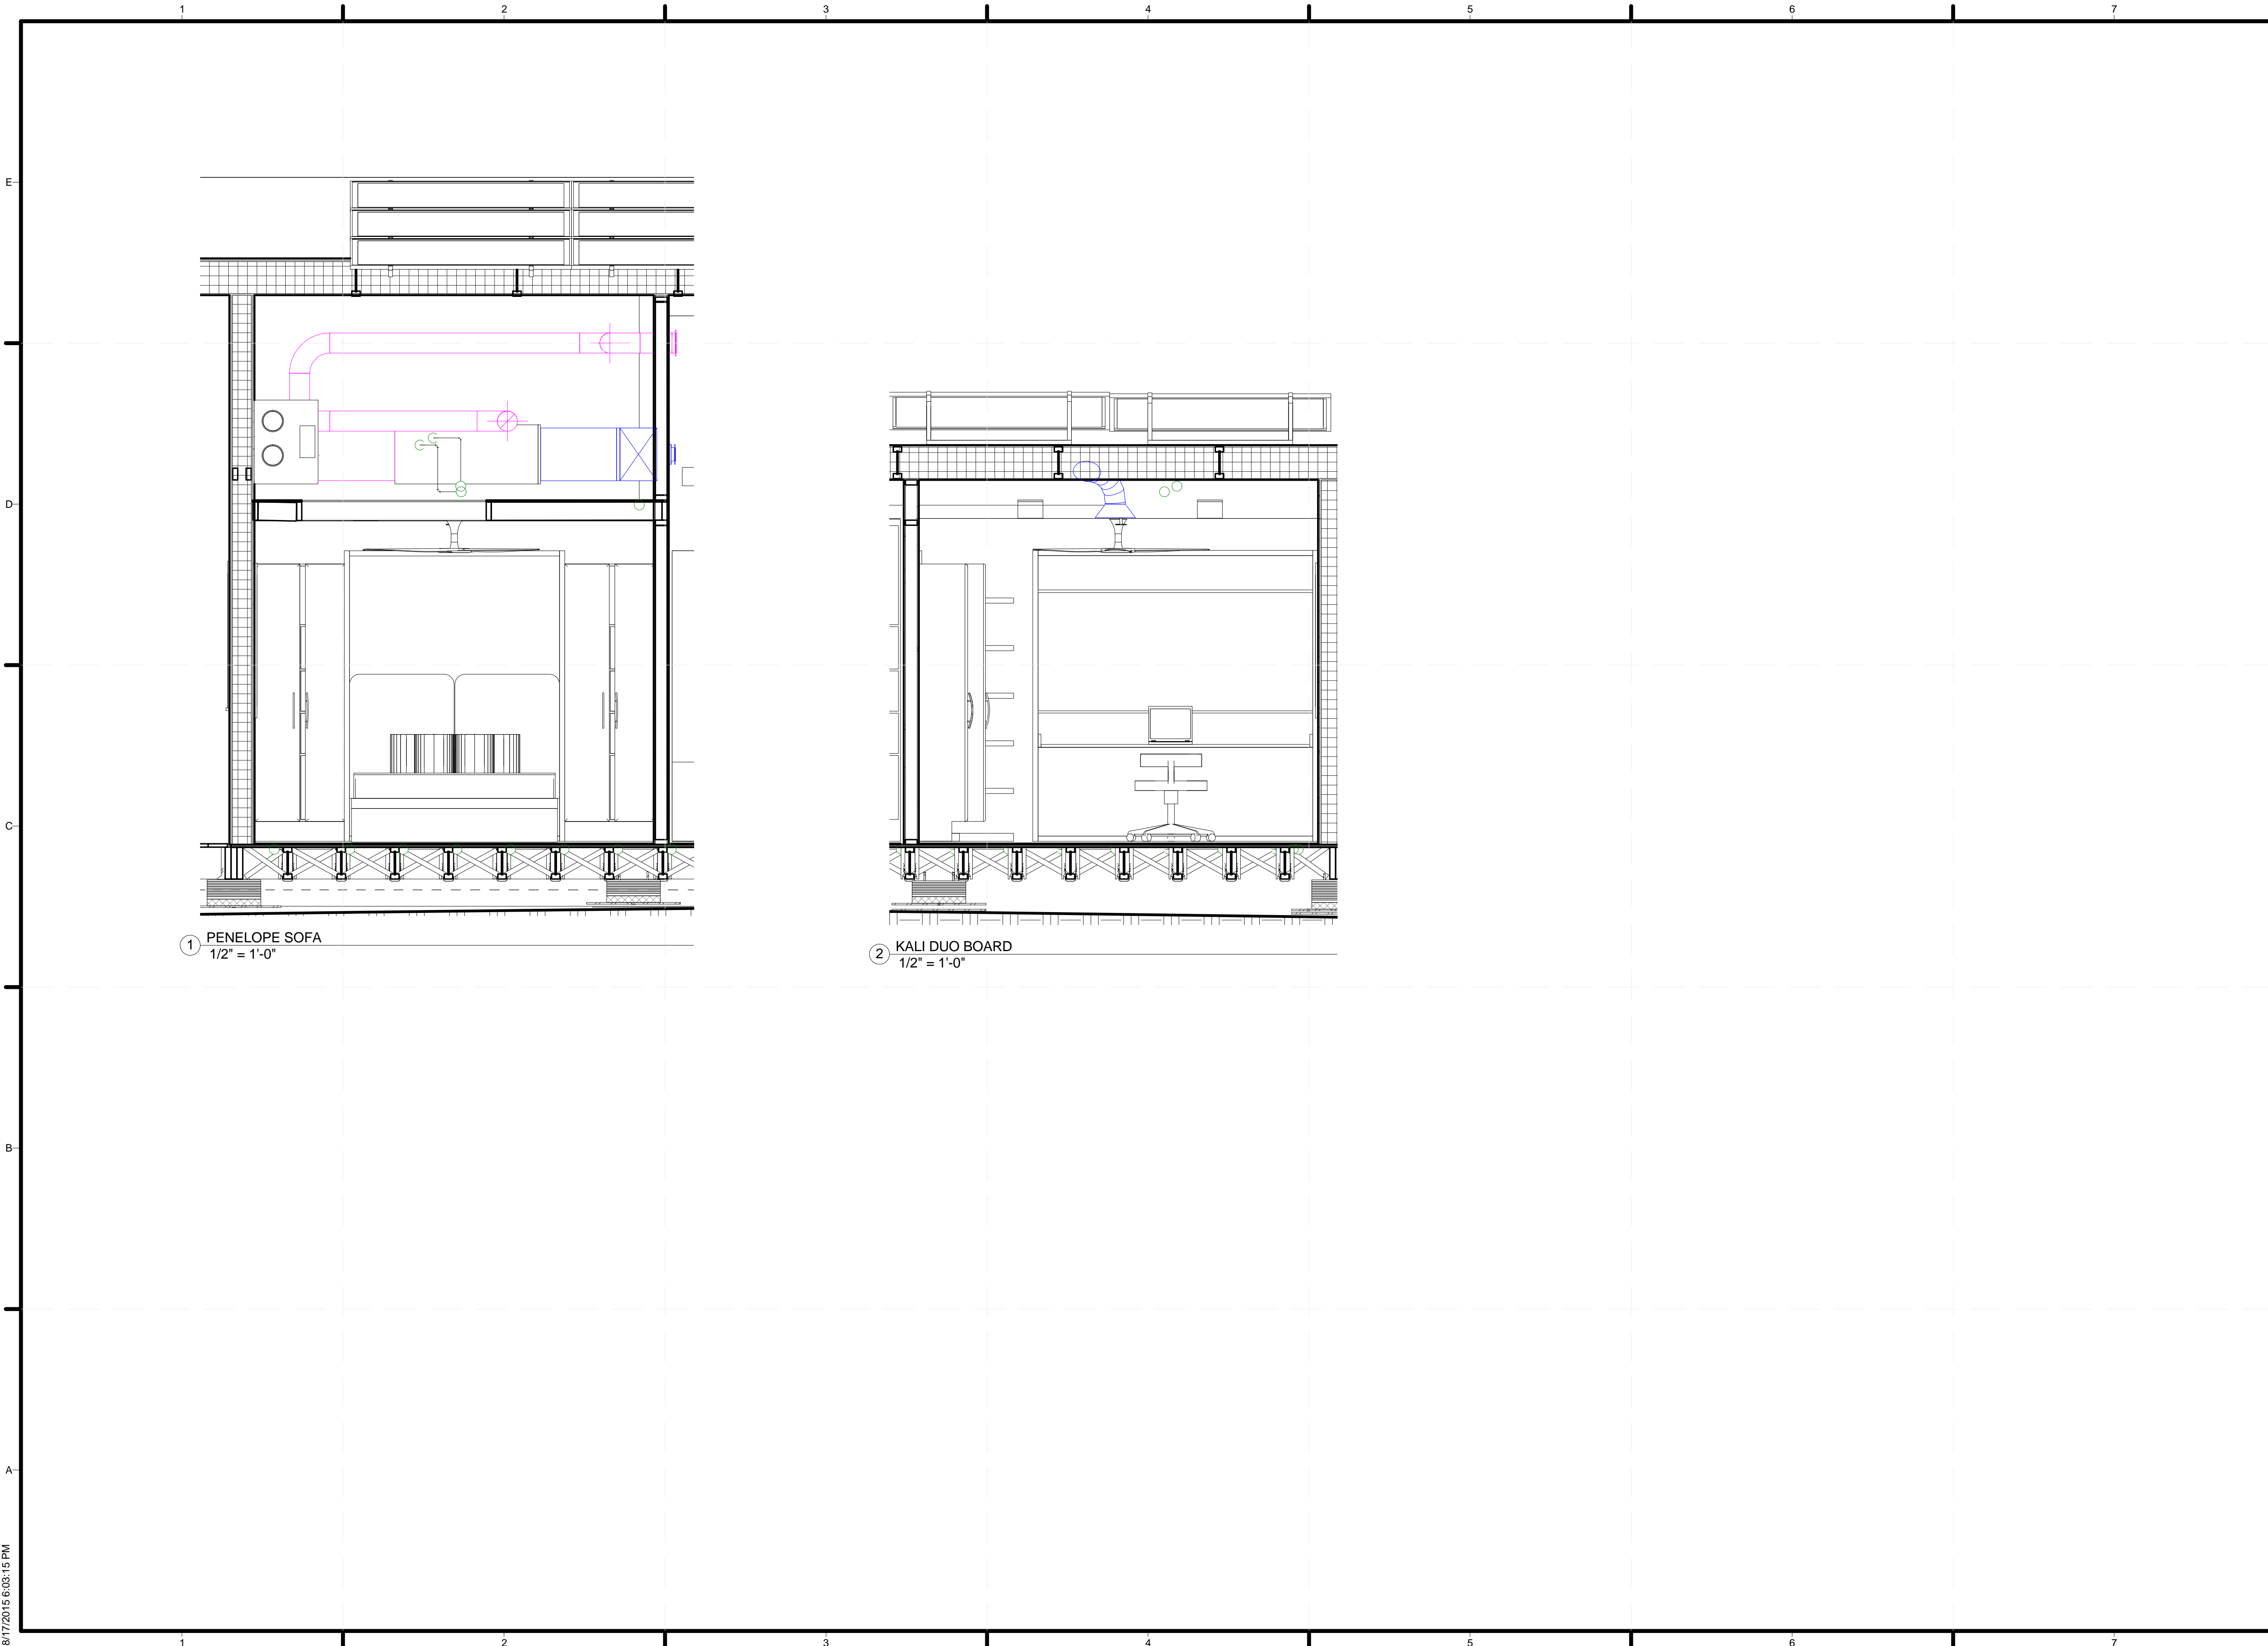 1 2 3 4 5 6 7
E
D
C
B
A
1 PENELOPE SOFA
1/2" = 1'-0"
2 KALI DUO BOARD
1/2" = 1'-0"
8/17/2015 6:03:15 PM
1 2 3 4 5 6 7